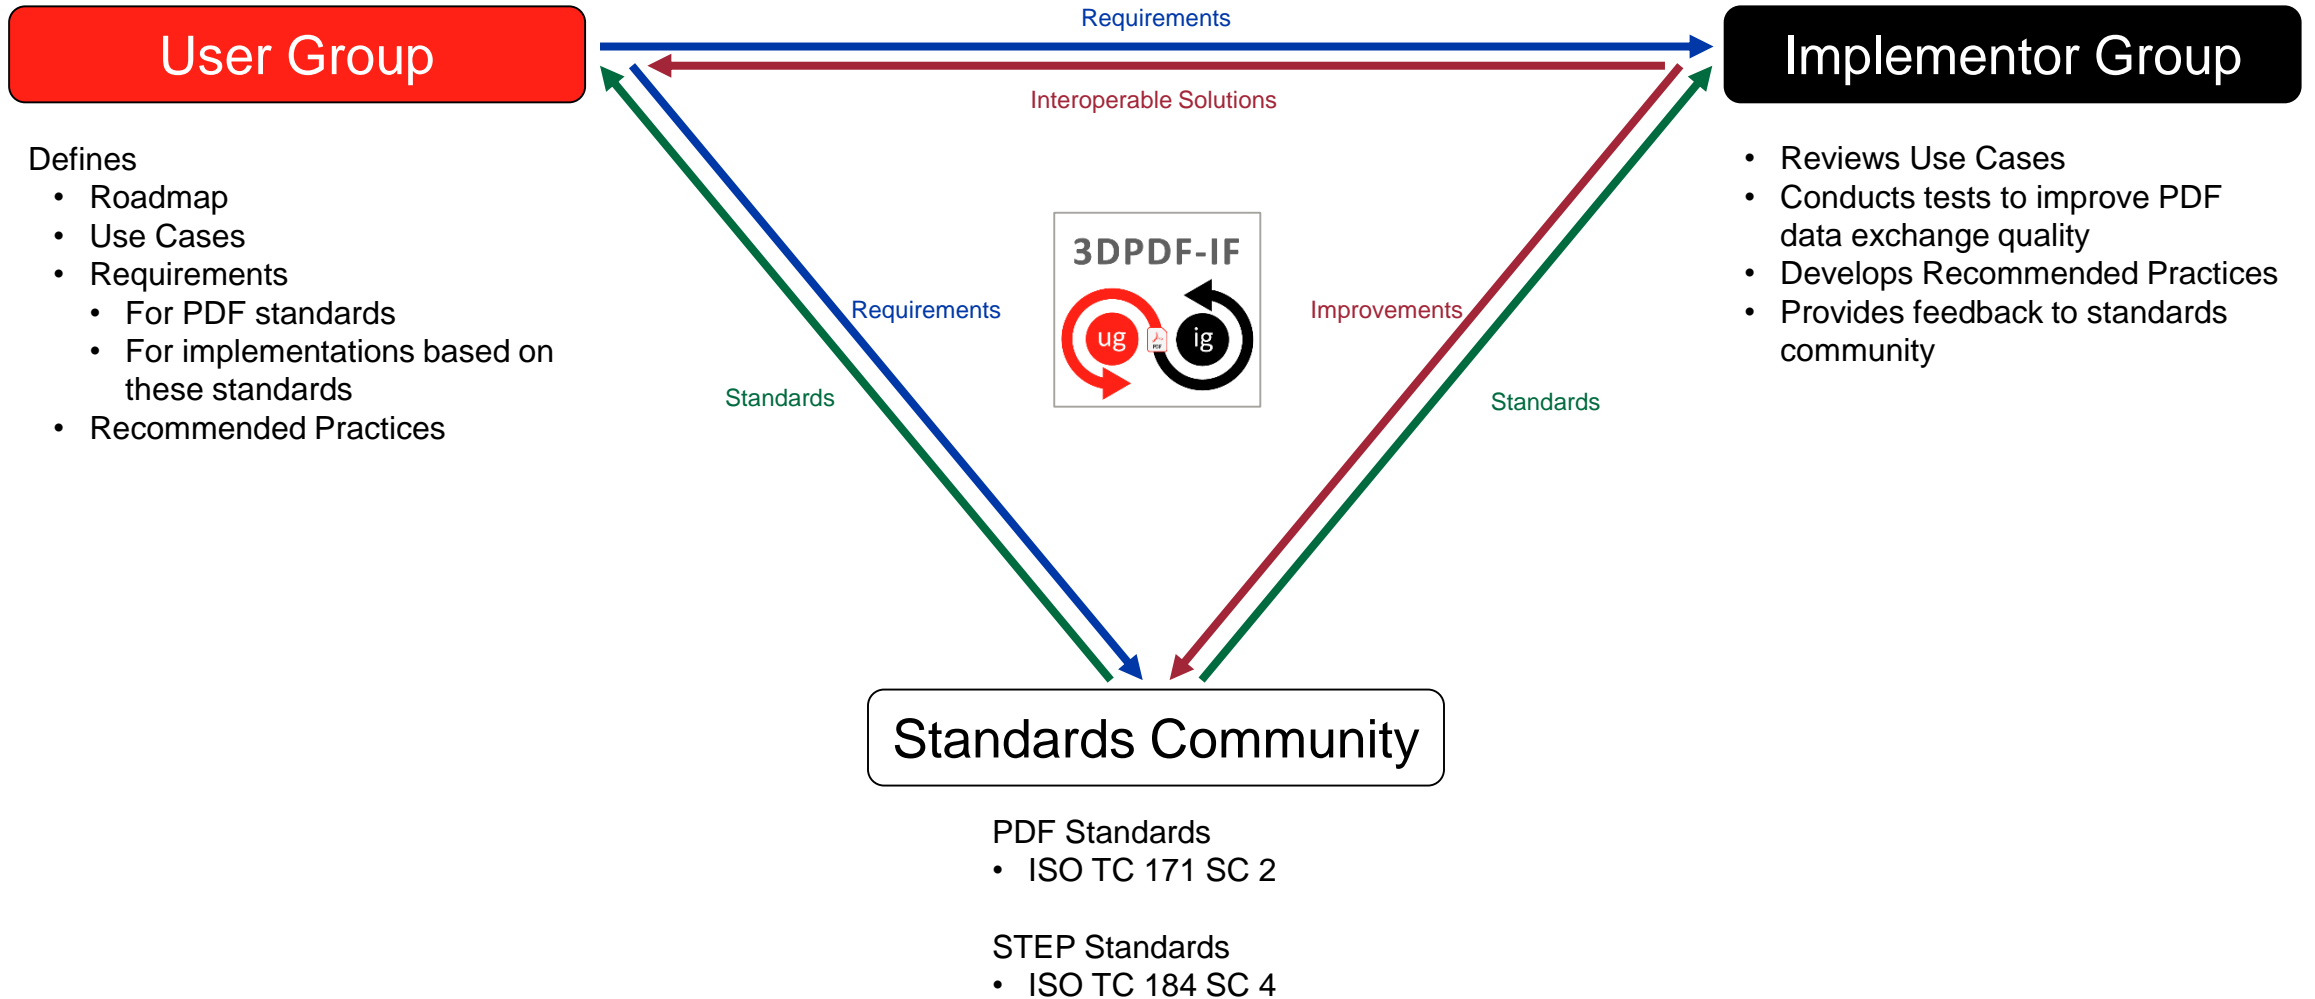 Requirements
User Group
Implementor Group
Interoperable Solutions
Defines
• Roadmap
• Use Cases
• Requirements
• For PDF standards
• For implementations based on
these standards
• Recommended Practices
• Reviews Use Cases
• Conducts tests to improve PDF
data exchange quality
• Develops Recommended Practices
• Provides feedback to standards
community
3DPDF-IF
ug
PDF
ig
Requirements
Improvements
Standards
Standards
Standards Community
PDF Standards
• ISO TC 171 SC 2
STEP Standards
• ISO TC 184 SC 4